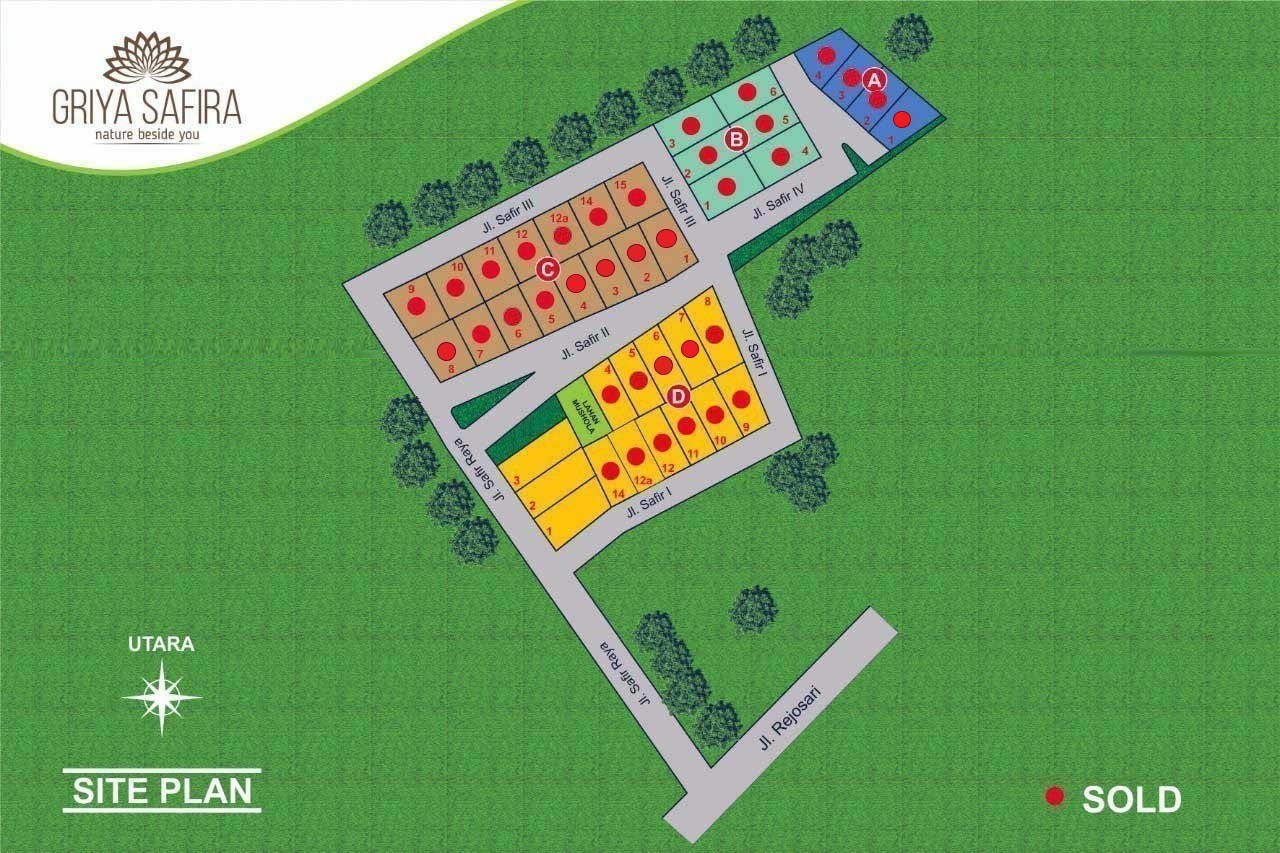 GRIYA SAFIRA
nature beside you
UTARA
SITE PLAN
Jl. Safir III
9
10
11
12
12a
14
15
C
8
7
6
5
4
3
2
1
Jl. Safir III
3
6
2
5
1
4
B
Jl. Safir IV
4
3
2
1
A
Jl. Safir II
Jl. Safir Raya
LAHAN
MUSHOLA
3
2
1
4
5
6
7
8
D
14
12a
12
11
10
9
Jl. Safir I
Jl. Safir I
Jl. Safir Raya
Jl. Rejosari
SOLD